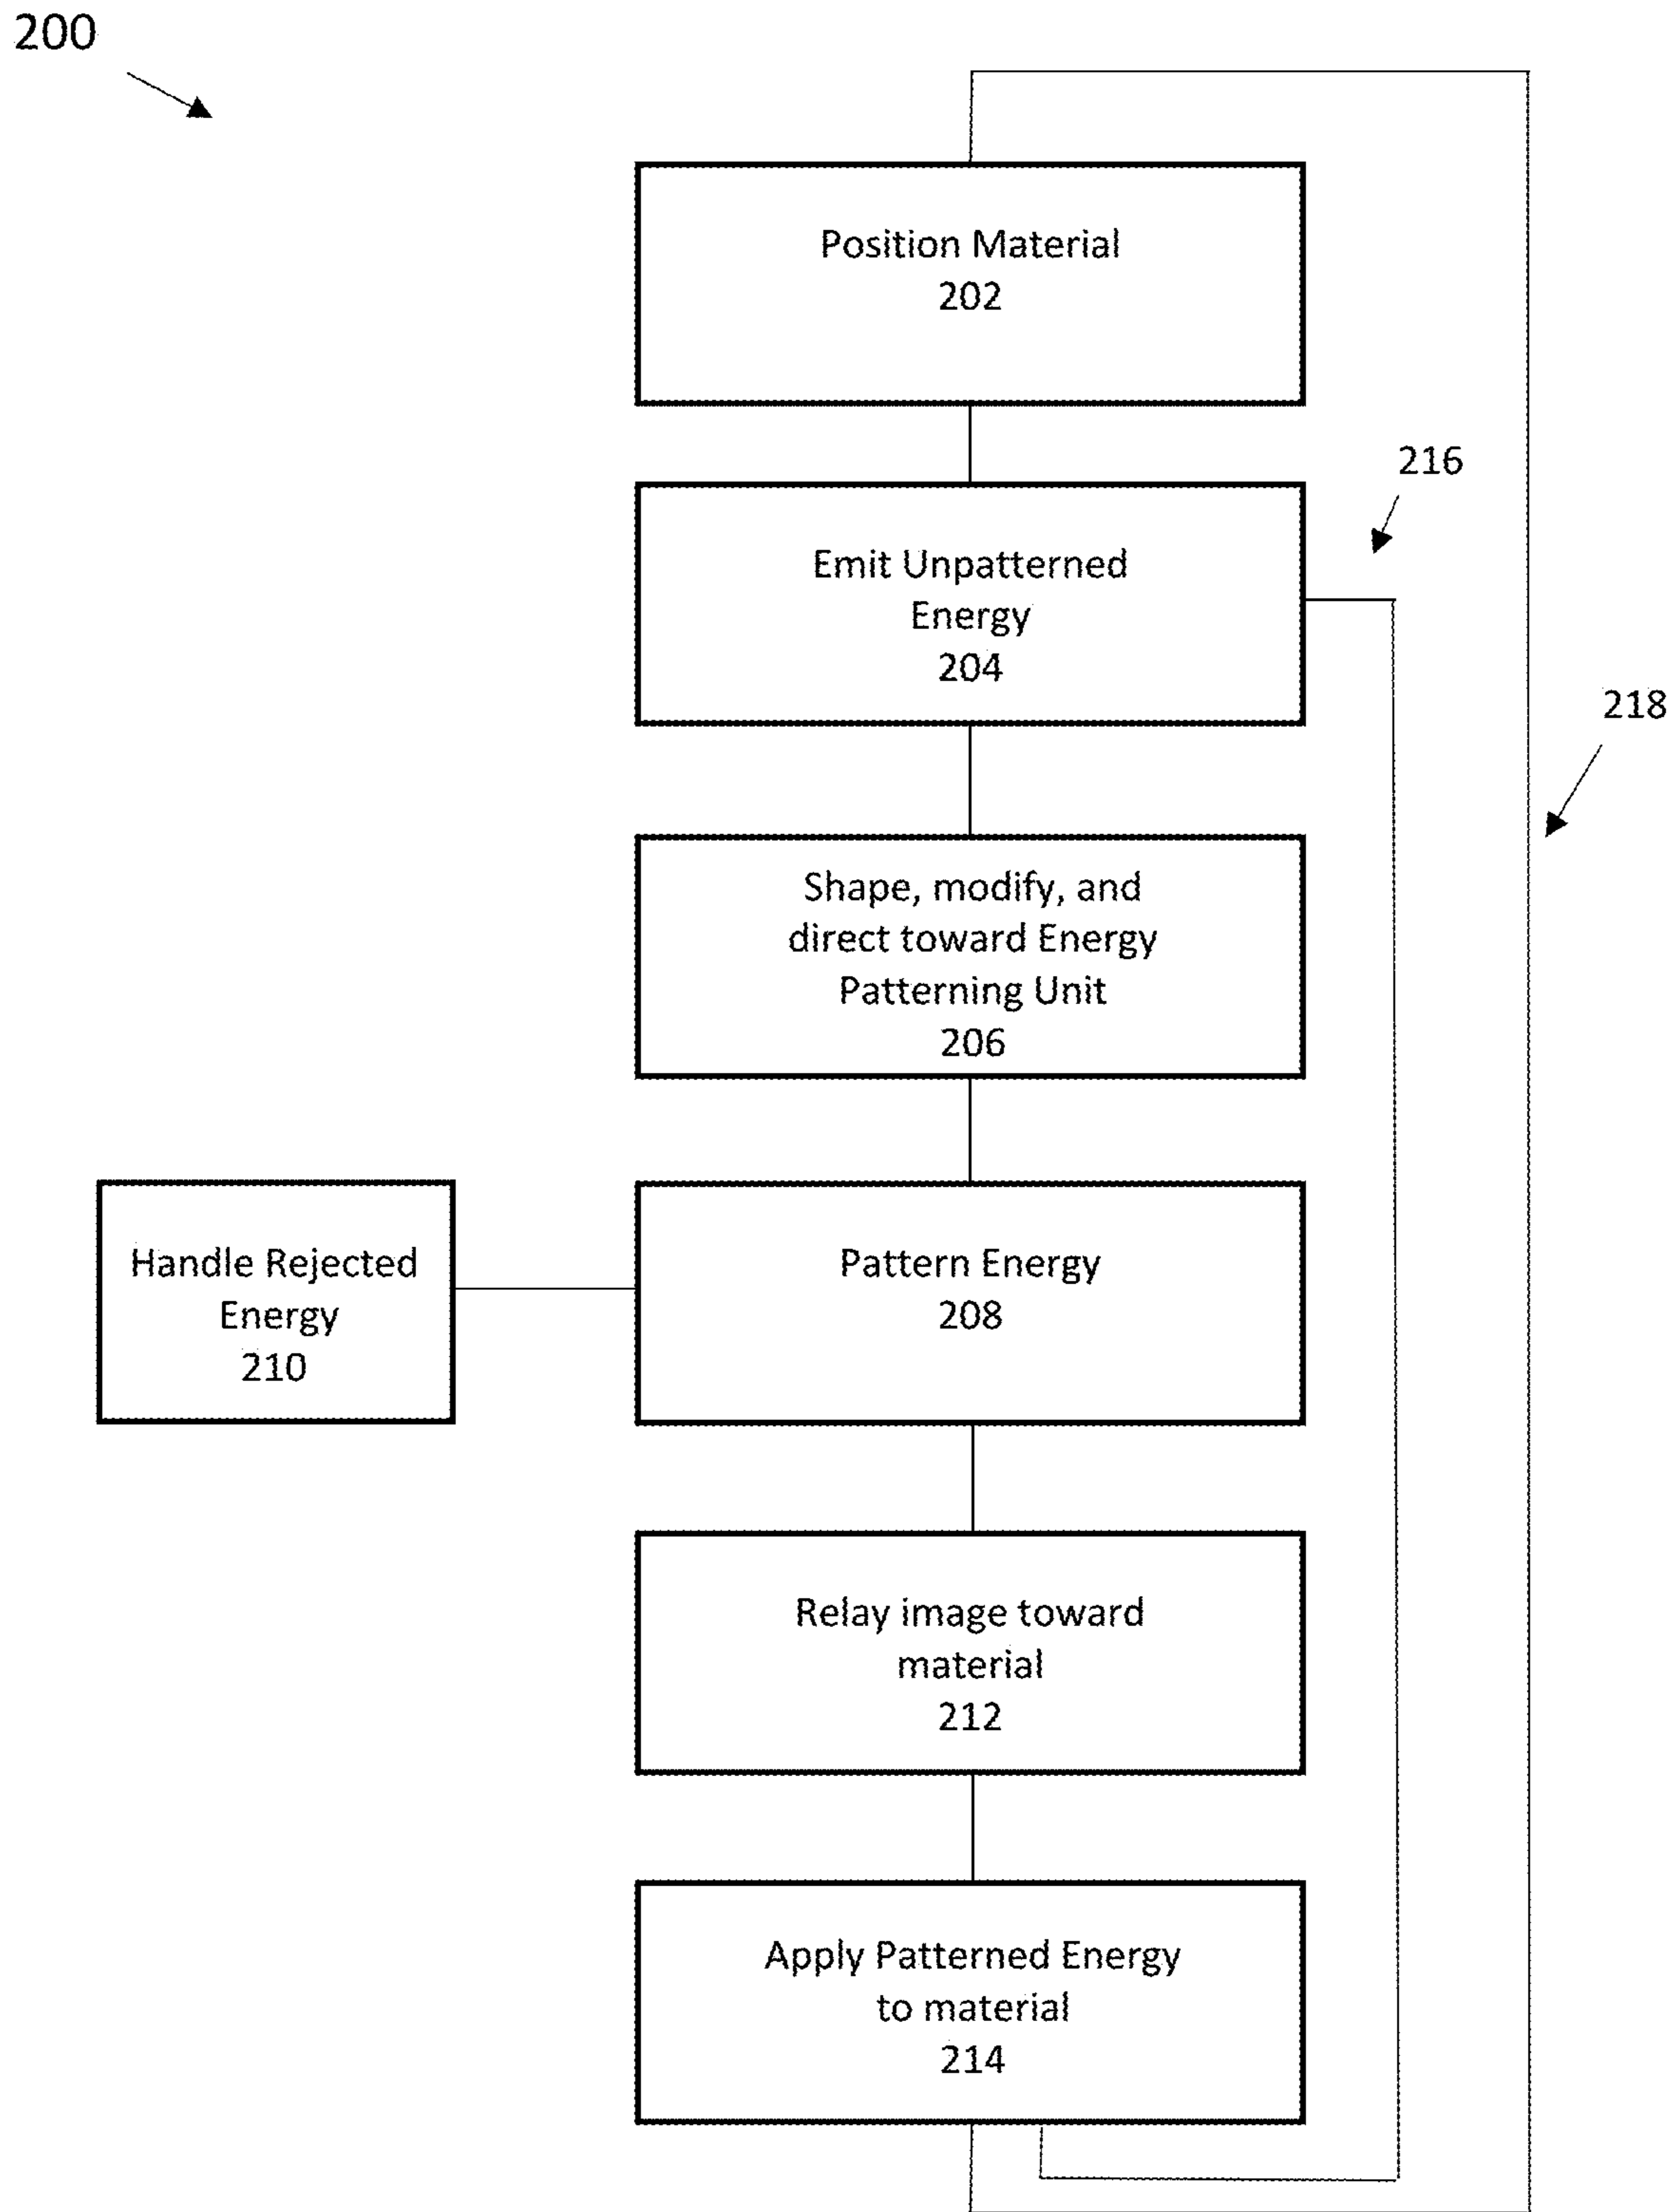 200
Position Material
202
Emit Unpatterned
Energy
204
216
218
Shape, modify, and
direct toward Energy
Patterning Unit
206
Handle Rejected
Energy
210
Pattern Energy
208
Relay image toward
material
212
Apply Patterned Energy
to material
214